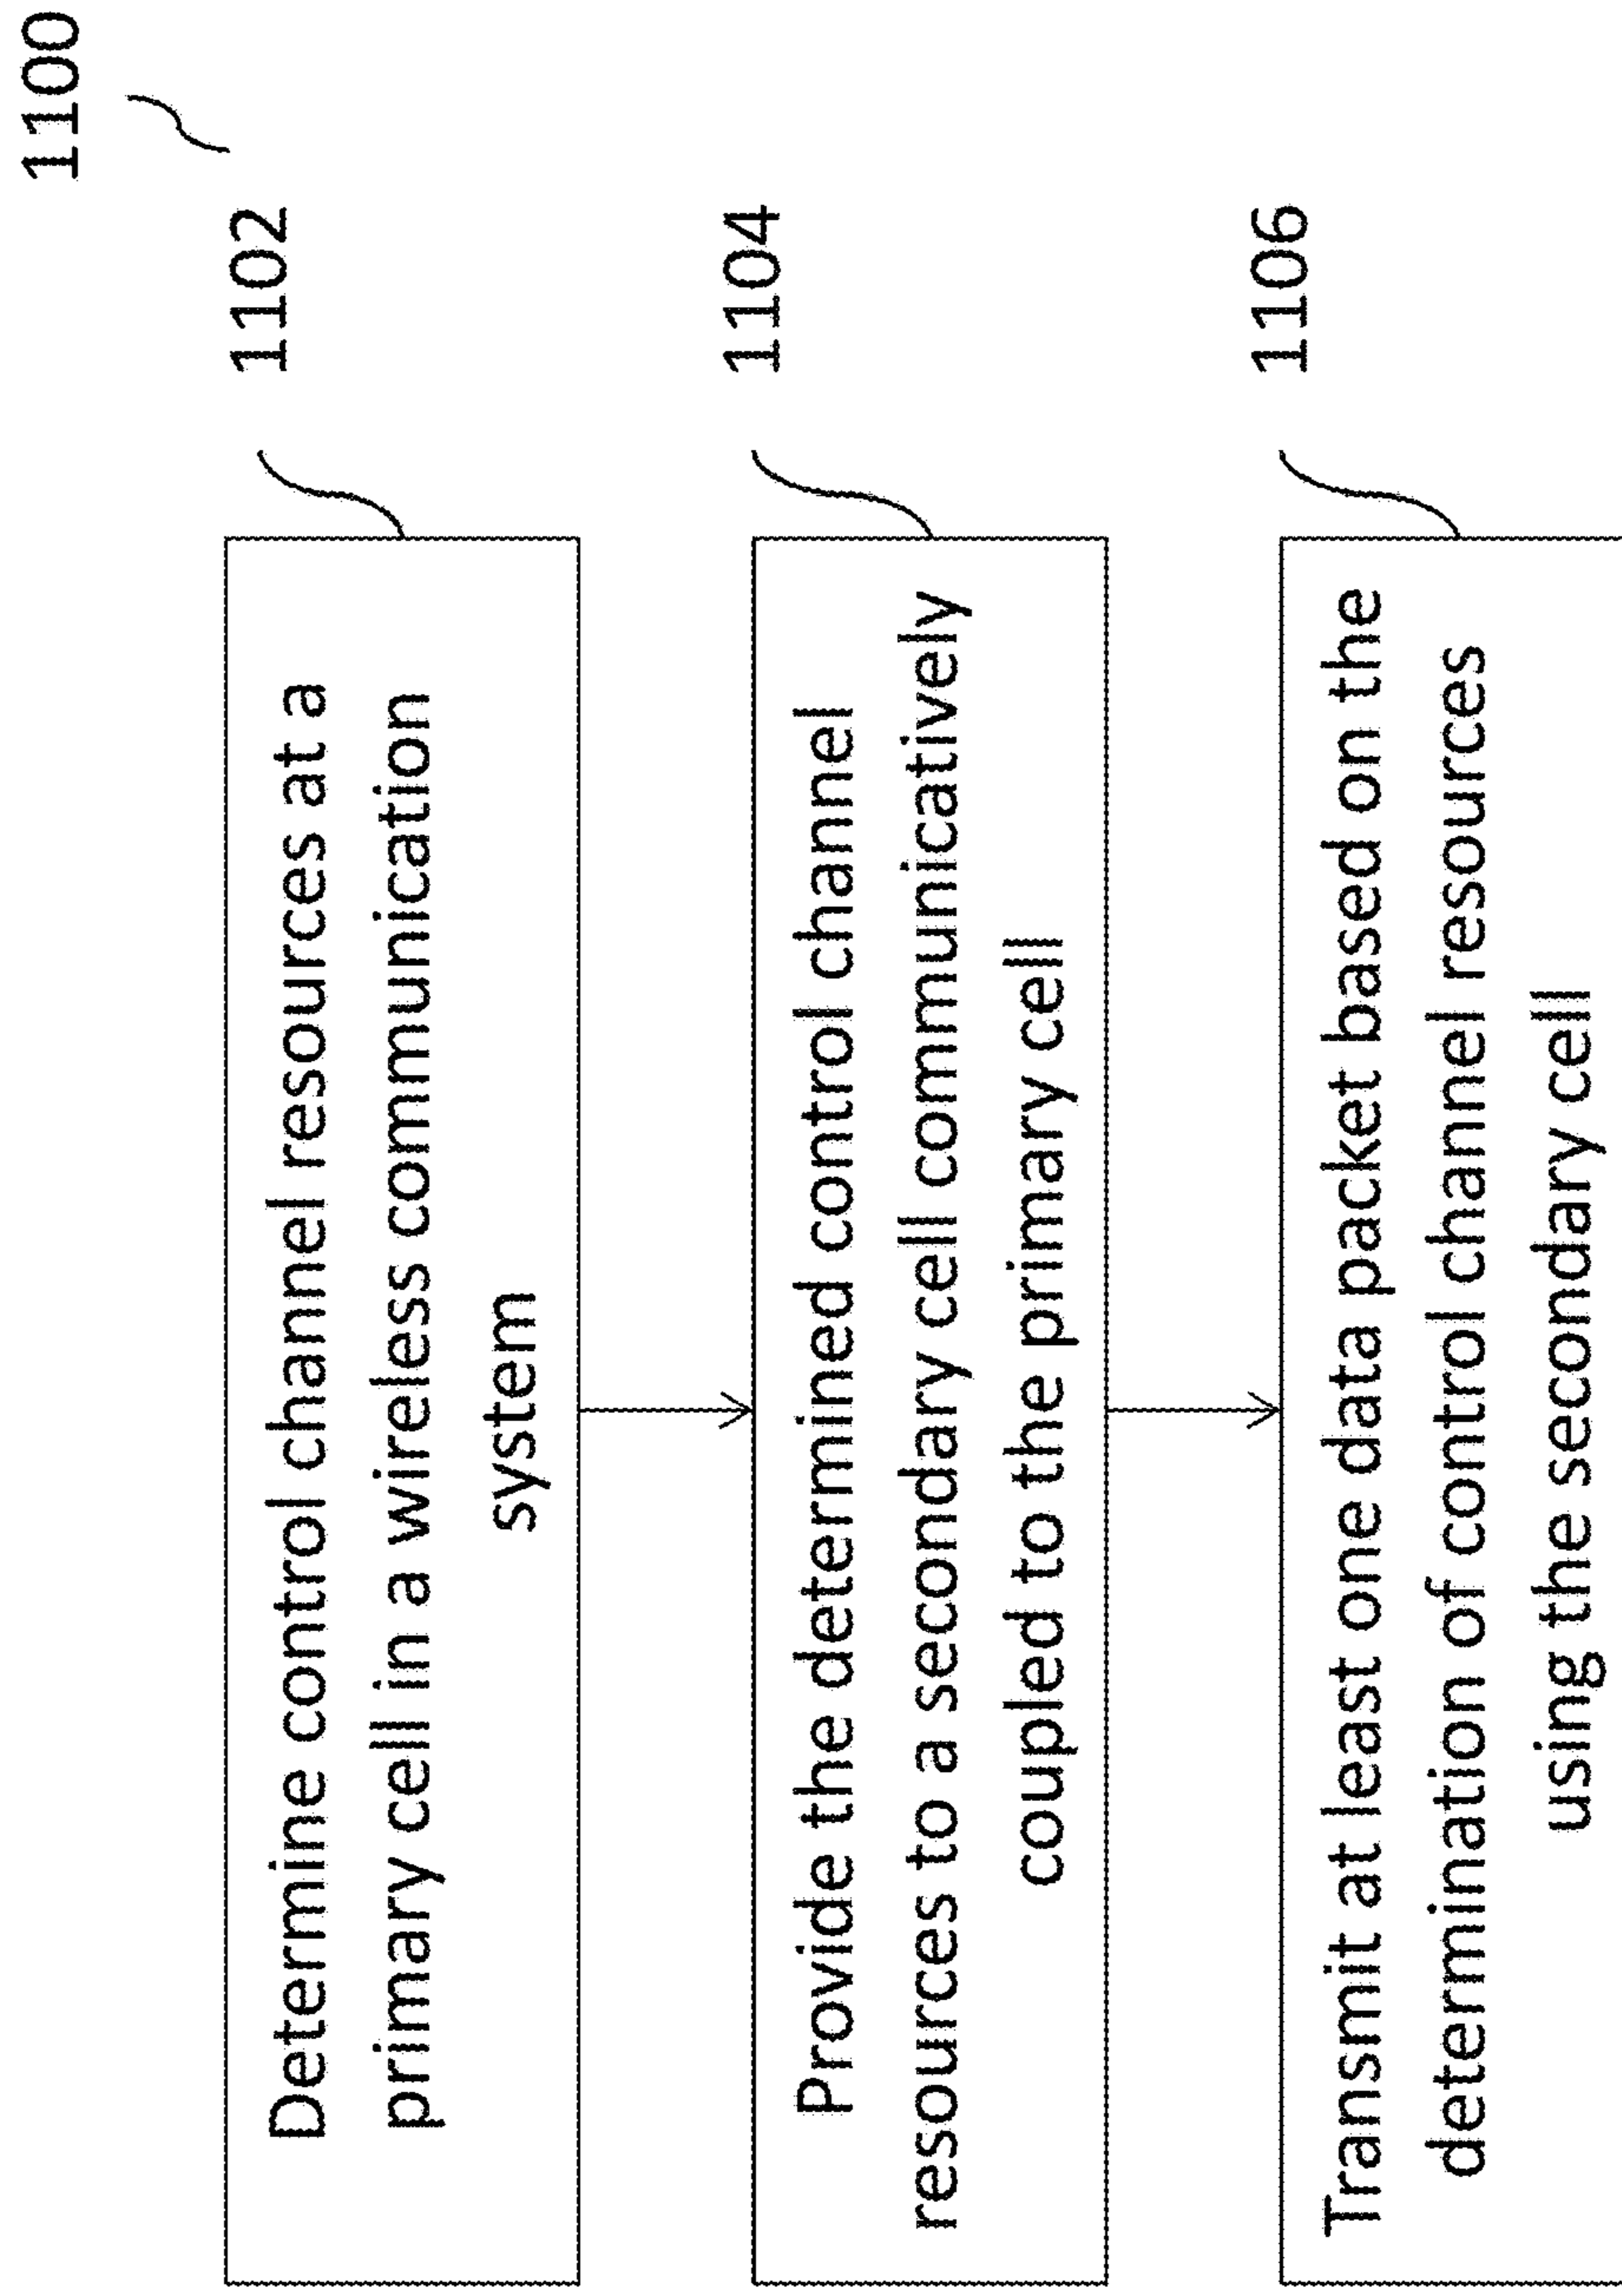 1100
1102
Determine control channel resources at a
primary cell in a wireless communication
system
1104
Provide the determined control channel
resources to a secondary cell communicatively
coupled to the primary cell
1106
Transmit at least one data packet based on the
determination of control channel resources
using the secondary cell